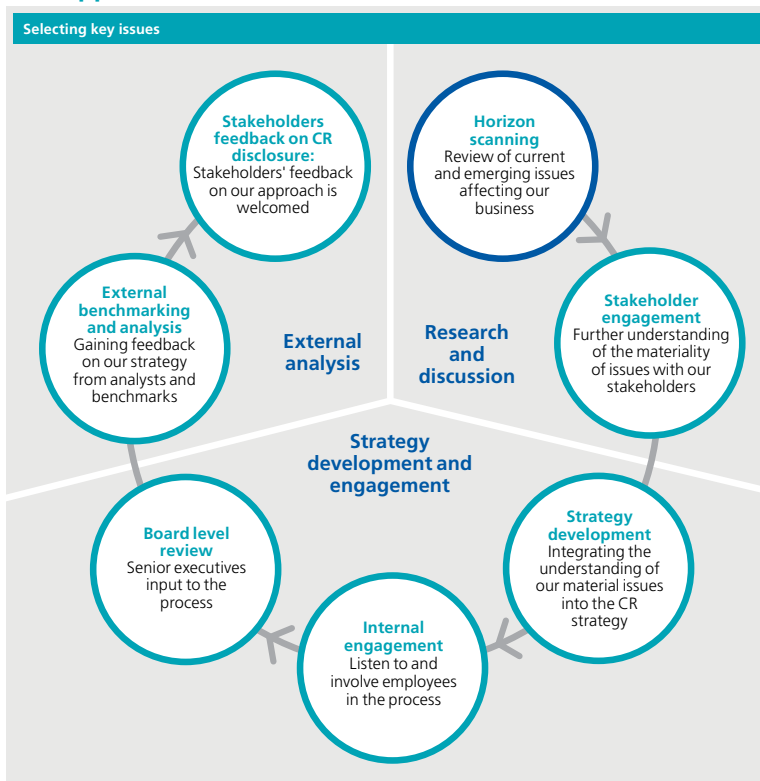 Selecting key issues
Stakeholders
feedback on CR
disclosure:
Stakeholders' feedback
on our approach is
welcomed
Horizon
scanning
Review of current
and emerging issues
affecting our
business
External
benchmarking
and analysis
Gaining feedback
on our strategy
from analysts and
benchmarks
External
analysis
Research
and
discussion
Stakeholder
engagement
Further understanding
of the materiality
of issues with our
stakeholders
Strategy
development and
engagement
Board level
review
Senior executives
input to the
process
Strategy
development
Integrating the
understanding of
our material issues
into the CR
strategy
Internal
engagement
Listen to and
involve employees
in the process